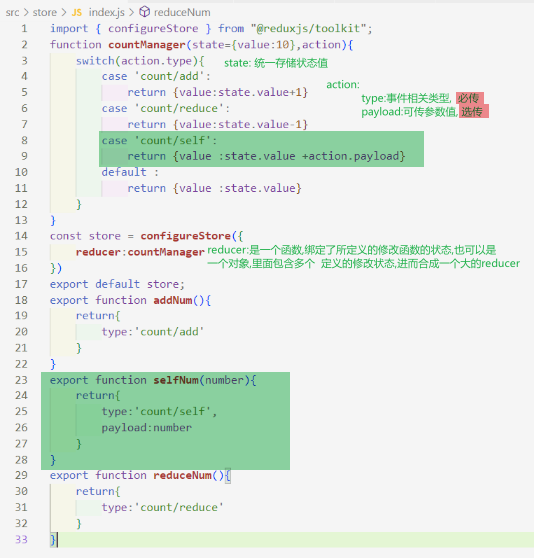 src > store > JS index.js > reduceNum
1 import { configureStore } from "@reduxjs/toolkit";
2 function countManager(state={value:10},action){
3 switch(action.type){ state: 统一存储状态值
4 case 'count/add': action:
5 return {value:state.value+1} type:事件相关类型, 必传
6 case 'count/reduce': payload:可传参数值,选传
7 return {value:state.value-1}
8 case 'count/self':
9 return {value :state.value +action.payload}
10 default :
11 return {value :state.value}
12 }
13 }
14 const store = configureStore({
15 reducer:countManager reducer:是一个函数,绑定了所定义的修改函数的状态,也可以是
16 }) 一个对象,里面包含多个 定义的修改状态,进而合成一个大的reducer
17 export default store;
18 export function addNum(){
19 return{
20 type:'count/add'
21 }
22 }
23 export function selfNum(number){
24 return{
25 type:'count/self',
26 payload:number
27 }
28 }
29 export function reduceNum(){
30 return{
31 type:'count/reduce'
32 }
33 }